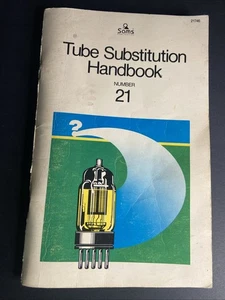 Sams
Tube Substitution
Handbook
NUMBER
21
?